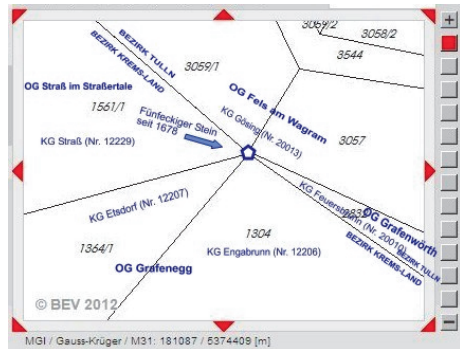 3059/2
3058/2
3544
BEZIRK TULLN
BEZIRK KREMS-LAND
3059/1
OG Straß im Straßertale
OG Fels am Wagram
1561/1
Fünfeckiger Stein
seit 1678
KG Gösing (Nr. 20013)
KG Straß (Nr. 12229)
3057
KG Etsdorf (Nr. 12207)
KG Feuersbrunn (Nr. 20010)
2832
OG Grafenwörth
1304
1364/1
KG Engabrunn (Nr. 12206)
BEZIRK TULLN
BEZIRK KREMS-LAND
OG Grafenegg
© BEV 2012
MGI / Gauss-Krüger / M31: 181087 / 5374409 [m]